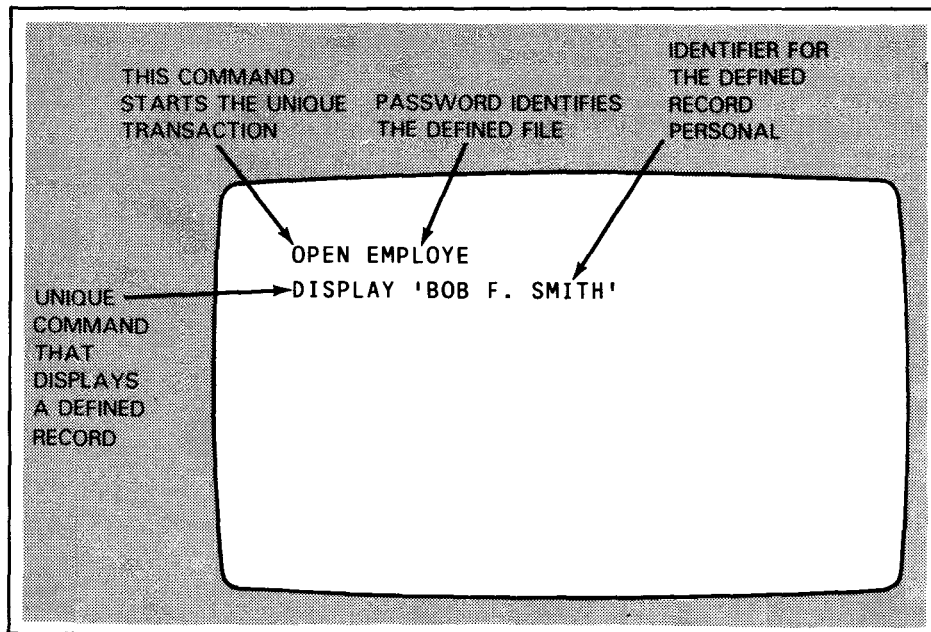 THIS COMMAND
STARTS THE UNIQUE
TRANSACTION
PASSWORD IDENTIFIES
THE DEFINED FILE
IDENTIFIER FOR
THE DEFINED
RECORD
PERSONAL
OPEN EMPLOYE
DISPLAY 'BOB F. SMITH'
UNIQUE
COMMAND
THAT
DISPLAYS
A DEFINED
RECORD